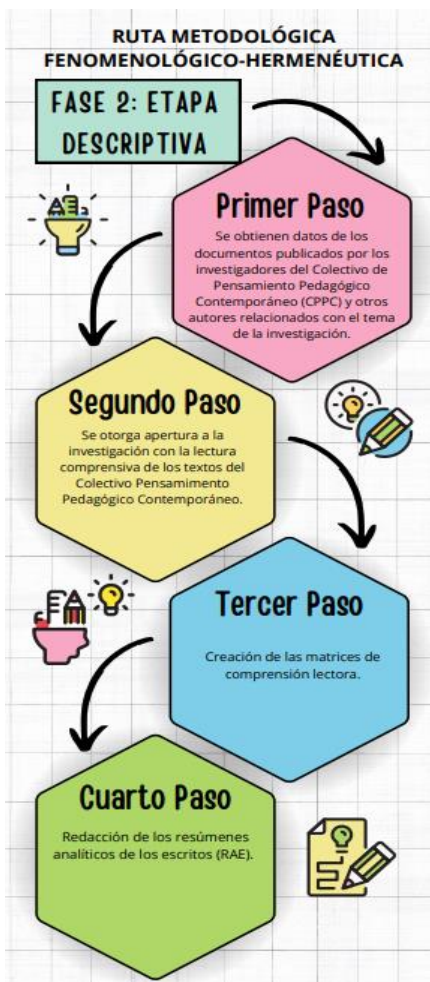 RUTA METODOLÓGICA
FENOMENOLÓGICO-HERMENÉUTICA
FASE 2: ETAPA
DESCRIPTIVA
Primer Paso
Se obtienen datos de los
documentos publicados por los
investigadores del Colectivo de
Pensamiento Pedagógico
Contemporáneo (CPPC) y otros
autores relacionados con el tema
de la investigación.
Segundo Paso
Se otorga apertura a la
investigación con la lectura
comprensiva de los textos del
Colectivo Pensamimento
Pedagógico Contemporáneo.
Tercer Paso
Creación de las matrices de
comprensión lectora.
Cuarto Paso
Redacción de los resúmenes
analíticos de los escritos (RAE).